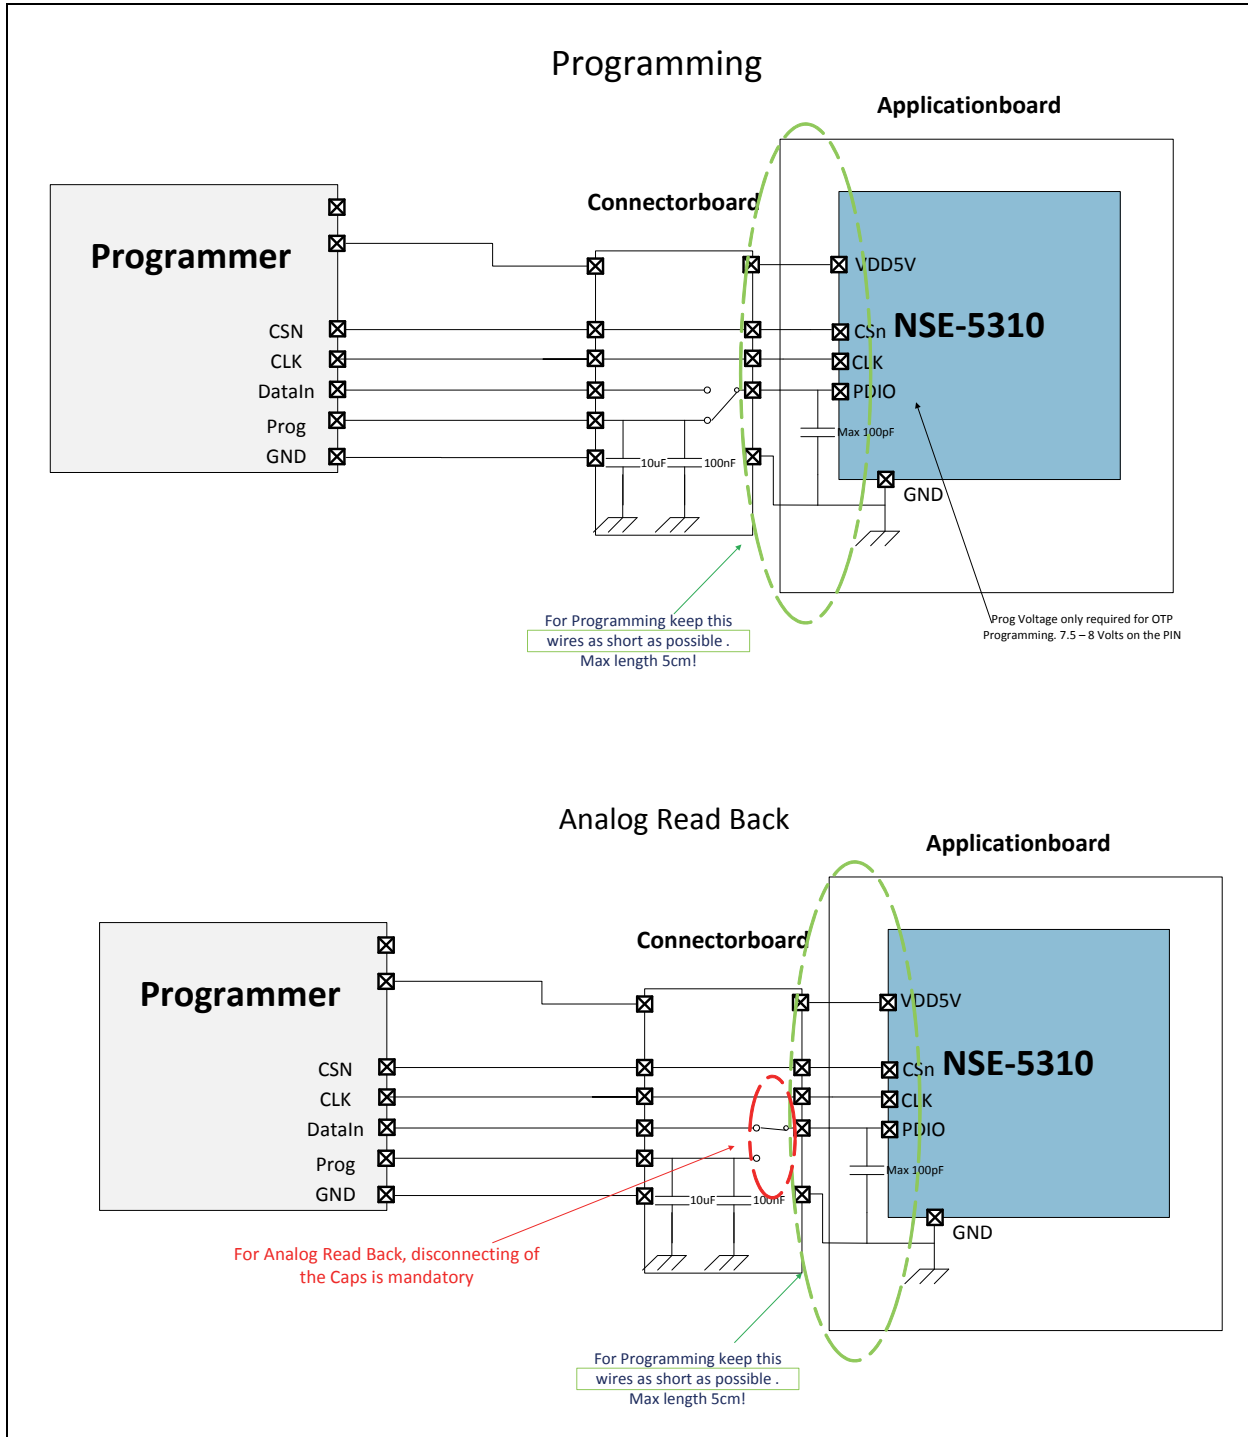 Programming
Applicationboard
Connectorboard
Programmer
VDD5V
CSN
CSn
NSE-5310
CLK
CLK
DataIn
PDIO
Prog
Max 100pF
GND
10uF
100nF
GND
For Programming keep this
wires as short as possible .
Max length 5cm!
Prog Voltage only required for OTP
Programming. 7.5 – 8 Volts on the PIN
Analog Read Back
Applicationboard
Connectorboard
Programmer
VDD5V
CSN
CSn
NSE-5310
CLK
CLK
DataIn
PDIO
Prog
Max 100pF
GND
10uF
100nF
GND
For Analog Read Back, disconnecting of
the Caps is mandatory
For Programming keep this
wires as short as possible .
Max length 5cm!